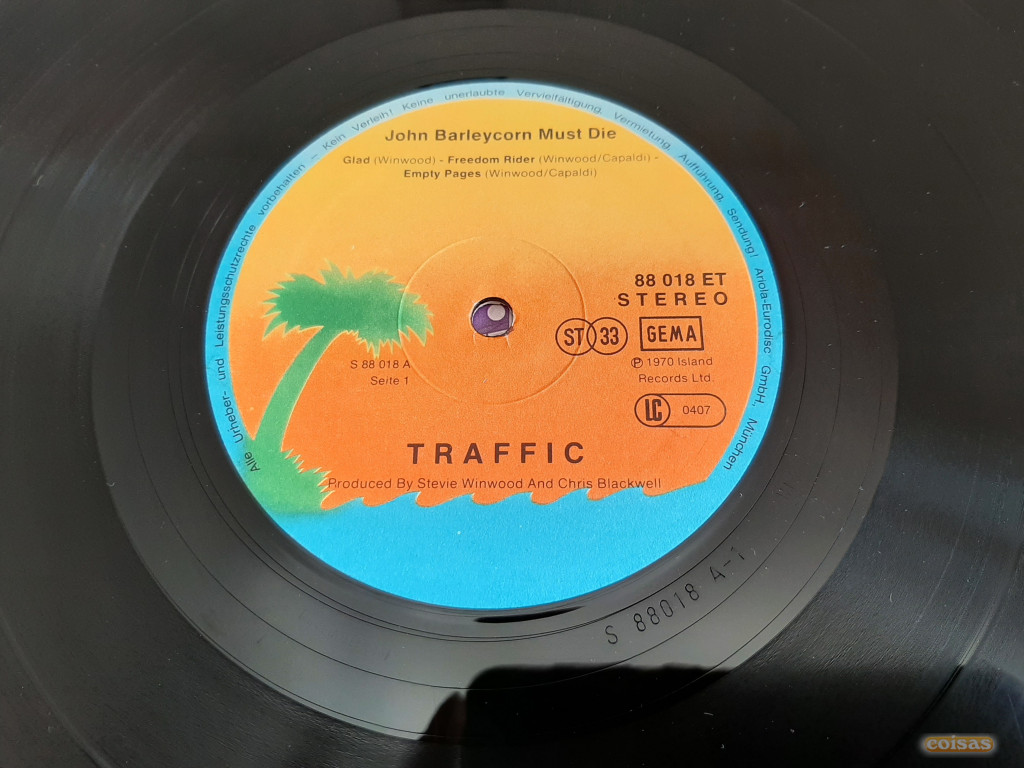 Alle Urheber- und Leistungsschutzrechte vorbehalten – Kein Verleih! Keine unerlaubte Vervielfältigung, Vermietung, Aufführung, Sendung! Ariola-Eurodisc GmbH, München
John Barleycorn Must Die
Glad (Winwood) - Freedom Rider (Winwood/Capaldi) -
Empty Pages (Winwood/Capaldi)
88 018 ET
STEREO
ST 33 GEMA
S 88 018 A
Seite 1
℗ 1970 Island
Records Ltd.
LC 0407
TRAFFIC
Produced By Stevie Winwood And Chris Blackwell
S 88018 A-1
coisas